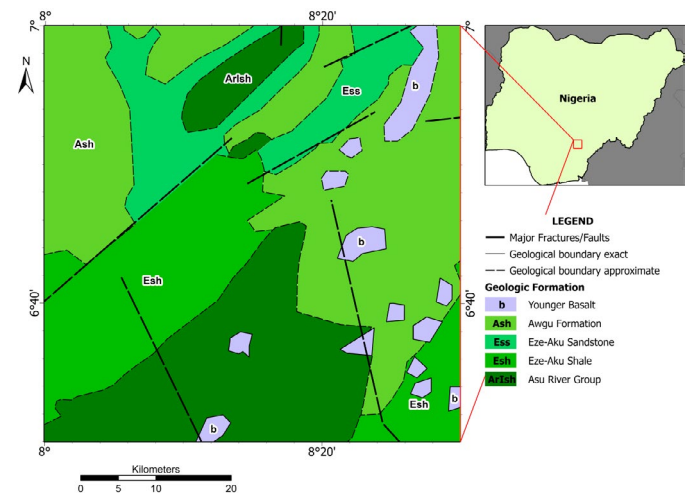 8°
8°20'
7°
7°
N
ArIsh
Ess
b
Ash
Nigeria
b
Esh
6°40'
6°40'
Esh
b
b
8°
8°20'
Kilometers
0 5 10 20
LEGEND
Major Fractures/Faults
Geological boundary exact
Geological boundary approximate
Geologic Formation
b Younger Basalt
Ash Awgu Formation
Ess Eze-Aku Sandstone
Esh Eze-Aku Shale
ArIsh Asu River Group